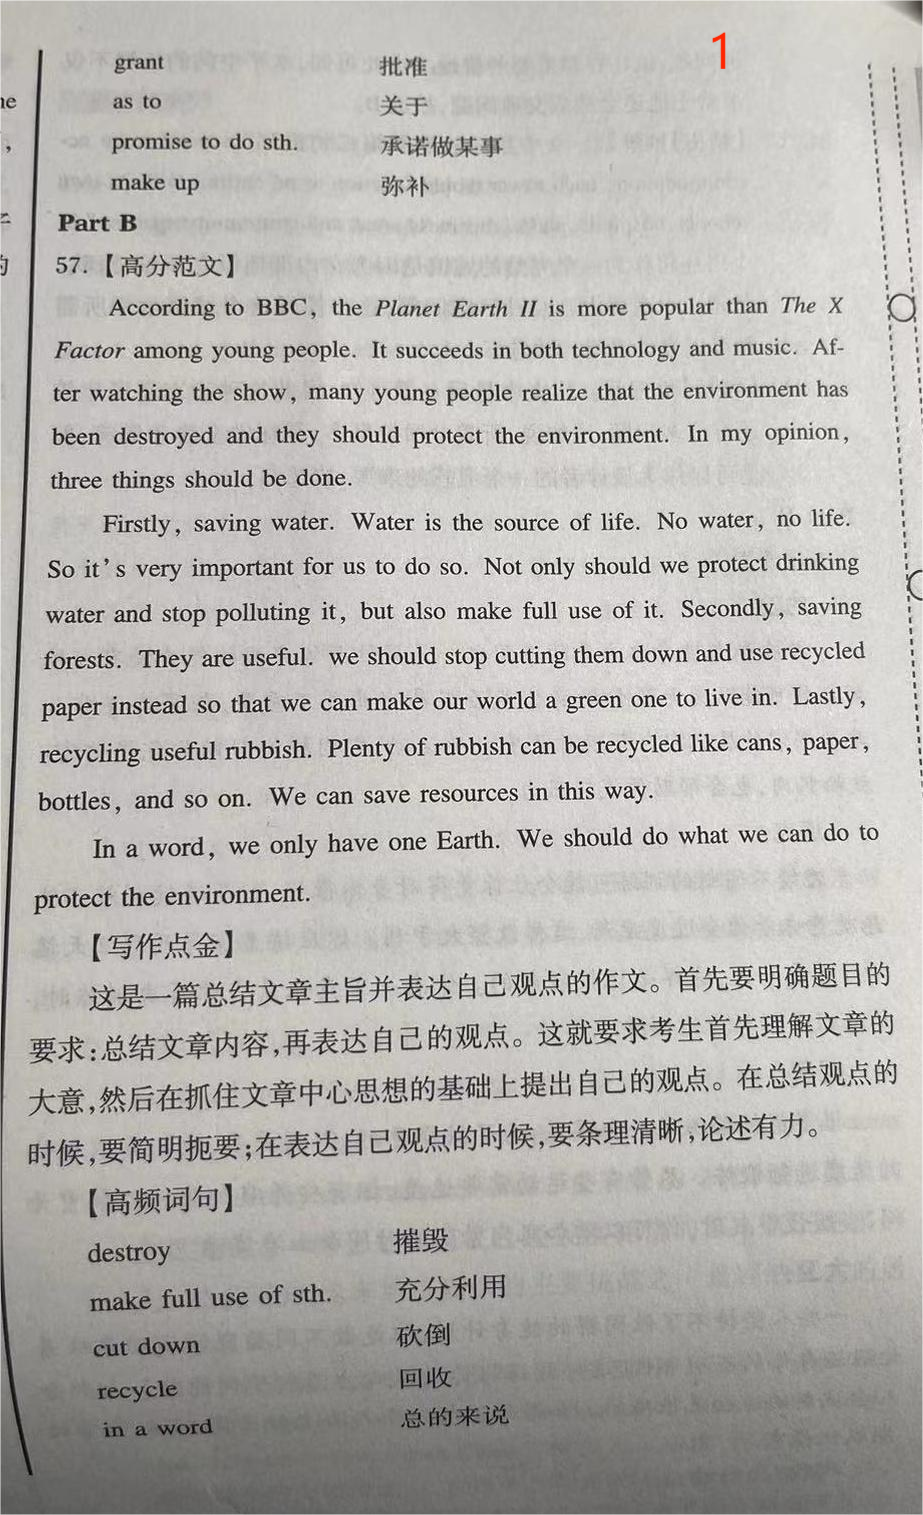 1
grant 批准
as to 关于
promise to do sth. 承诺做某事
make up 弥补
Part B
57.【高分范文】
According to BBC, the Planet Earth II is more popular than The X
Factor among young people. It succeeds in both technology and music. Af-
ter watching the show, many young people realize that the environment has
been destroyed and they should protect the environment. In my opinion,
three things should be done.
Firstly, saving water. Water is the source of life. No water, no life.
So it's very important for us to do so. Not only should we protect drinking
water and stop polluting it, but also make full use of it. Secondly, saving
forests. They are useful. we should stop cutting them down and use recycled
paper instead so that we can make our world a green one to live in. Lastly,
recycling useful rubbish. Plenty of rubbish can be recycled like cans, paper,
bottles, and so on. We can save resources in this way.
In a word, we only have one Earth. We should do what we can do to
protect the environment.
【写作点金】
这是一篇总结文章主旨并表达自己观点的作文。首先要明确题目的
要求:总结文章内容,再表达自己的观点。这就要求考生首先理解文章的
大意,然后在抓住文章中心思想的基础上提出自己的观点。在总结观点的
时候,要简明扼要;在表达自己观点的时候,要条理清晰,论述有力。
【高频词句】
destroy 摧毁
make full use of sth. 充分利用
cut down 砍倒
recycle 回收
in a word 总的来说